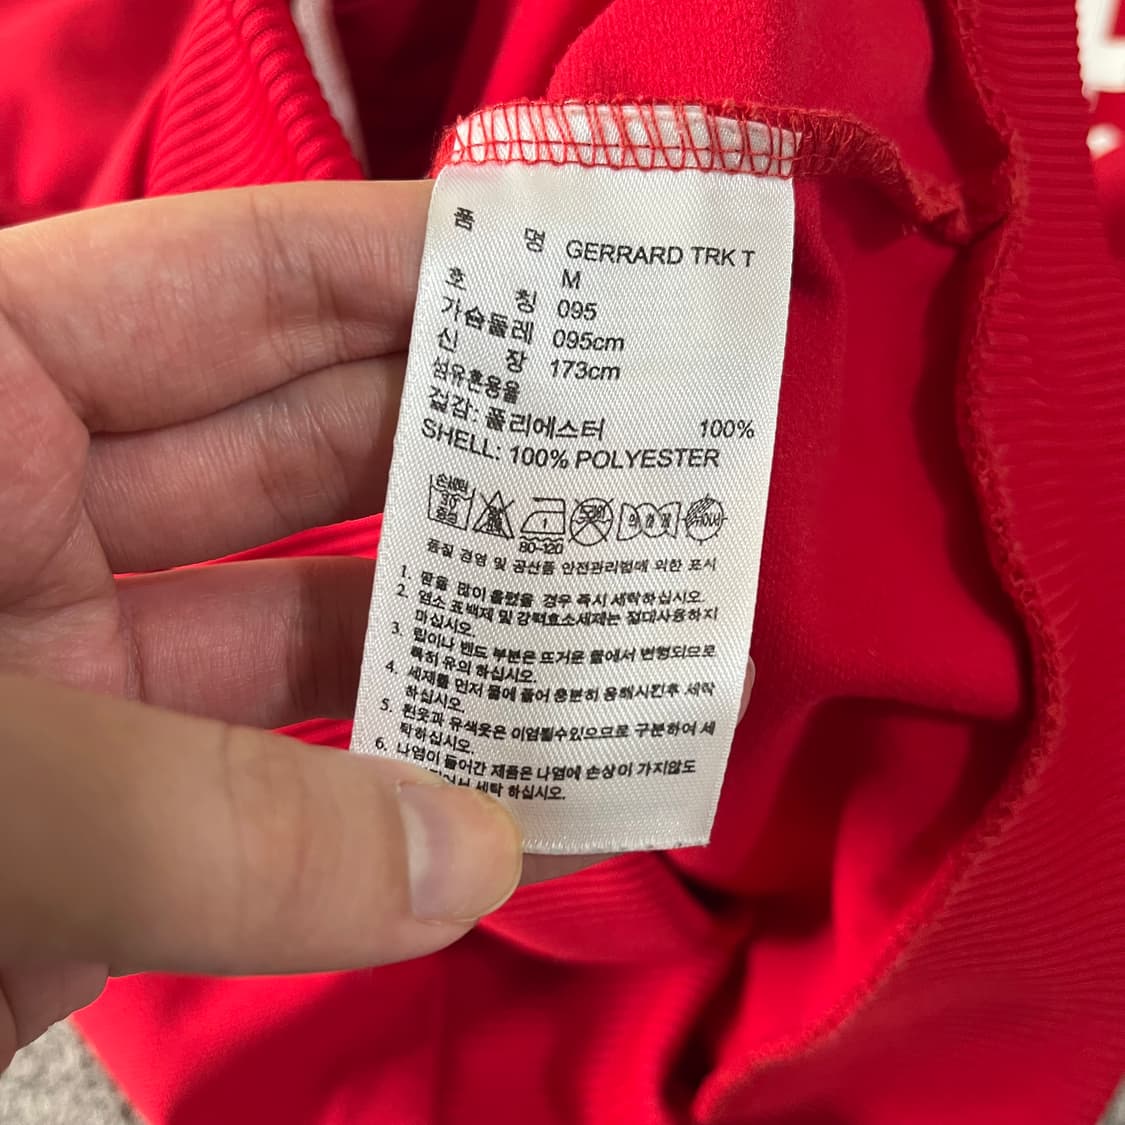 품 명 GERRARD TRK T
호 칭 M
095
가슴둘레 095cm
신 장 173cm
섬유혼용율
겉감: 폴리에스터 100%
SHELL: 100% POLYESTER
손세탁
30
중성
80-120
품질 경영 및 공산품 안전관리법에 의한 표시
1. 땀을 많이 흘렸을 경우 즉시 세탁하십시오.
2. 염소 표백제 및 강력효소세제는 절대사용하지
마십시오.
3. 립이나 밴드 부분은 뜨거운 물에서 변형되므로
특히 유의 하십시오.
4. 세제를 먼저 물에 풀어 충분히 용해시킨후 세탁
하십시오.
5. 흰옷과 유색옷은 이염될수있으므로 구분하여 세
탁하십시오.
6. 나염이 들어간 제품은 나염에 손상이 가지않도
세탁 하십시오.